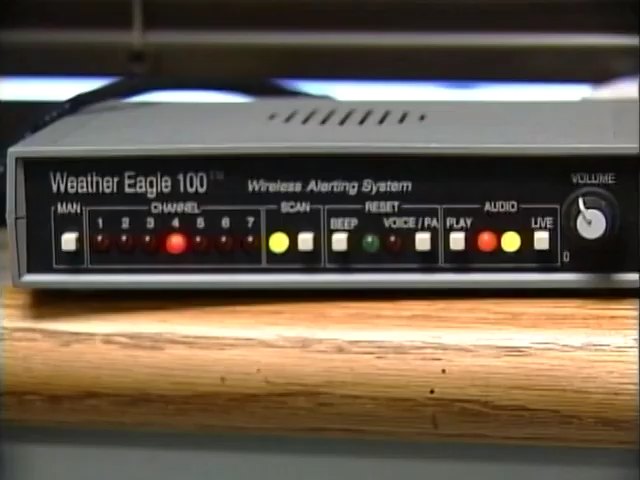 Weather Eagle 100™ Wireless Alerting System
VOLUME
MAN CHANNEL SCAN RESET AUDIO
1 2 3 4 5 6 7 BEEP VOICE/PA PLAY LIVE
0